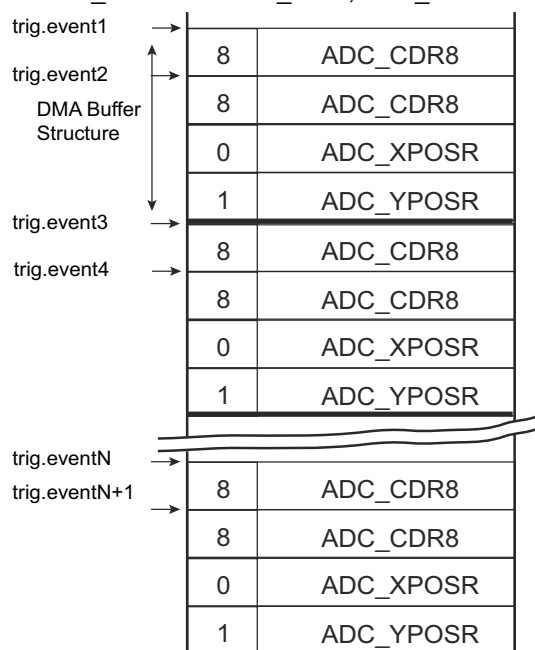 trig.event1
8 ADC_CDR8
trig.event2
8 ADC_CDR8
DMA Buffer
Structure
0 ADC_XPOSR
1 ADC_YPOSR
trig.event3
8 ADC_CDR8
trig.event4
8 ADC_CDR8
0 ADC_XPOSR
1 ADC_YPOSR
trig.eventN
8 ADC_CDR8
trig.eventN+1
8 ADC_CDR8
0 ADC_XPOSR
1 ADC_YPOSR